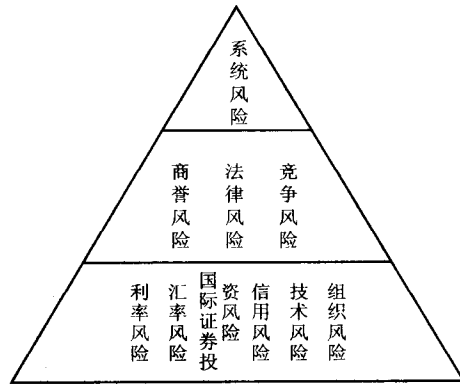 系统风险
商誉风险
法律风险
竞争风险
利率风险
汇率风险
国际证券投
资风险
信用风险
技术风险
组织风险